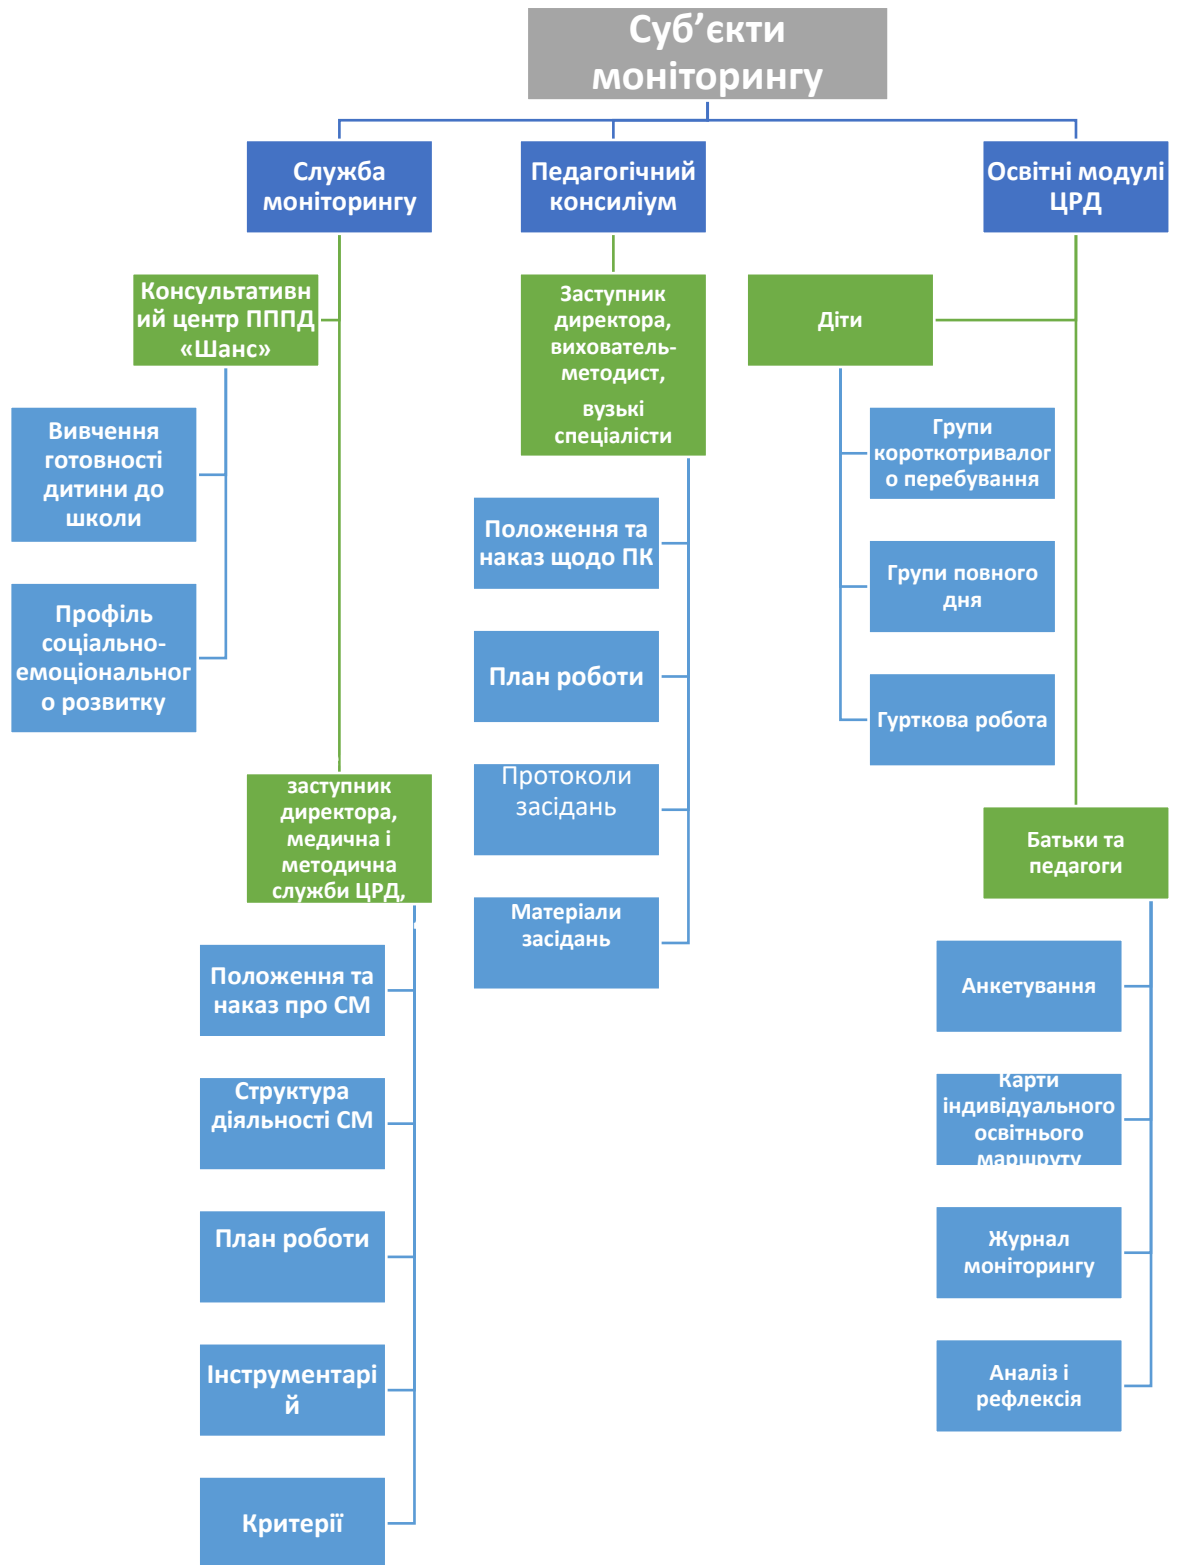 Суб’єкти
моніторингу
Служба
моніторингу
Педагогічний
консиліум
Освітні модулі
ЦРД
Консультативн
ий центр ПППД
«Шанс»
Вивчення
готовності
дитини до
школи
Профіль
соціально-
емоціональног
о розвитку
заступник
директора,
медична і
методична
служби ЦРД,
Положення та
наказ про СМ
Структура
діяльності СМ
План роботи
Інструментарі
й
Критерії
Заступник
директора,
вихователь-
методист,
вузькі
спеціалісти
Положення та
наказ щодо ПК
План роботи
Протоколи
засідань
Матеріали
засідань
Діти
Групи
короткотривалог
о перебування
Групи повного
дня
Гурткова робота
Батьки та
педагоги
Анкетування
Карти
індивідуального
освітнього
маршруту
Журнал
моніторингу
Аналіз і
рефлексія